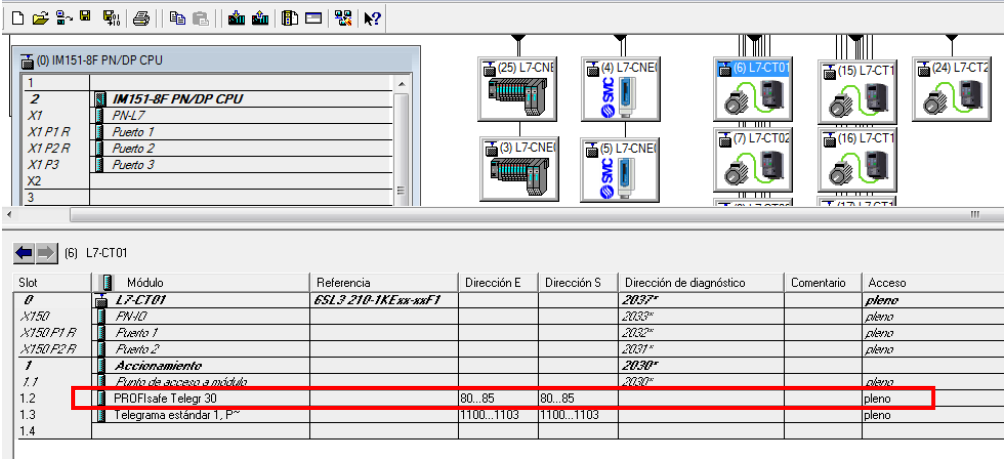 (0) IM151-8F PN/DP CPU
1
2 IM151-8F PN/DP CPU
X1 PN-L7
X1 P1 R Puerto 1
X1 P2 R Puerto 2
X1 P3 Puerto 3
X2
3
(25) L7-CNE
(4) L7-CNE
(6) L7-CT01
(15) L7-CT1
(24) L7-CT2
SMC
(3) L7-CNE
(5) L7-CNE
(7) L7-CT02
(16) L7-CT1
SMC
(6) L7-CT01
Slot Módulo Referencia Dirección E Dirección S Dirección de diagnóstico Comentario Acceso
0 L7-CT01 6SL3 210-1KExx-xxF1 2037* pleno
X150 PN-IO 2033* pleno
X150 P1 R Puerto 1 2032* pleno
X150 P2 R Puerto 2 2031* pleno
1 Accionamiento 2030*
1.1 Punto de acceso a módulo 2030* pleno
1.2 PROFIsafe Telegr 30 80...85 80...85 pleno
1.3 Telegrama estándar 1, P~ 1100...1103 1100...1103 pleno
1.4